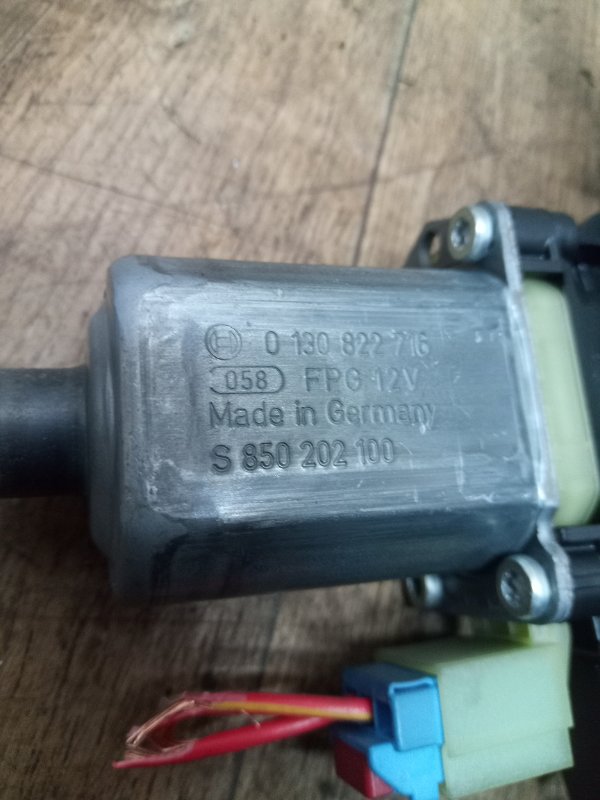 0 130 822 716
058 FPG 12V
Made in Germany
S 850 202 100